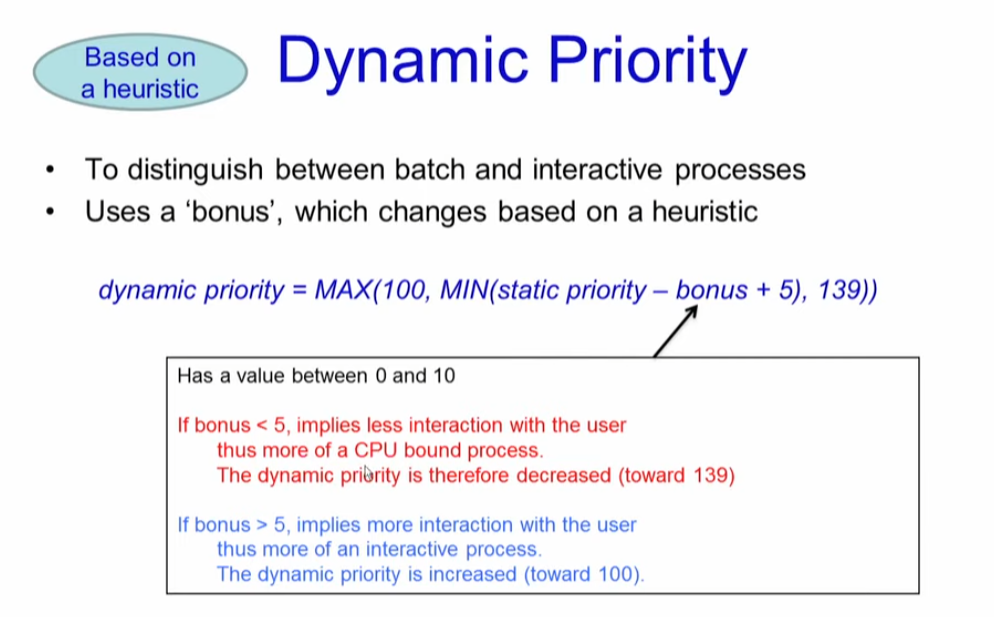 Based on
a heuristic
Dynamic Priority
• To distinguish between batch and interactive processes
• Uses a ‘bonus’, which changes based on a heuristic
dynamic priority = MAX(100, MIN(static priority – bonus + 5), 139))
Has a value between 0 and 10
If bonus < 5, implies less interaction with the user
thus more of a CPU bound process.
The dynamic priority is therefore decreased (toward 139)
If bonus > 5, implies more interaction with the user
thus more of an interactive process.
The dynamic priority is increased (toward 100).